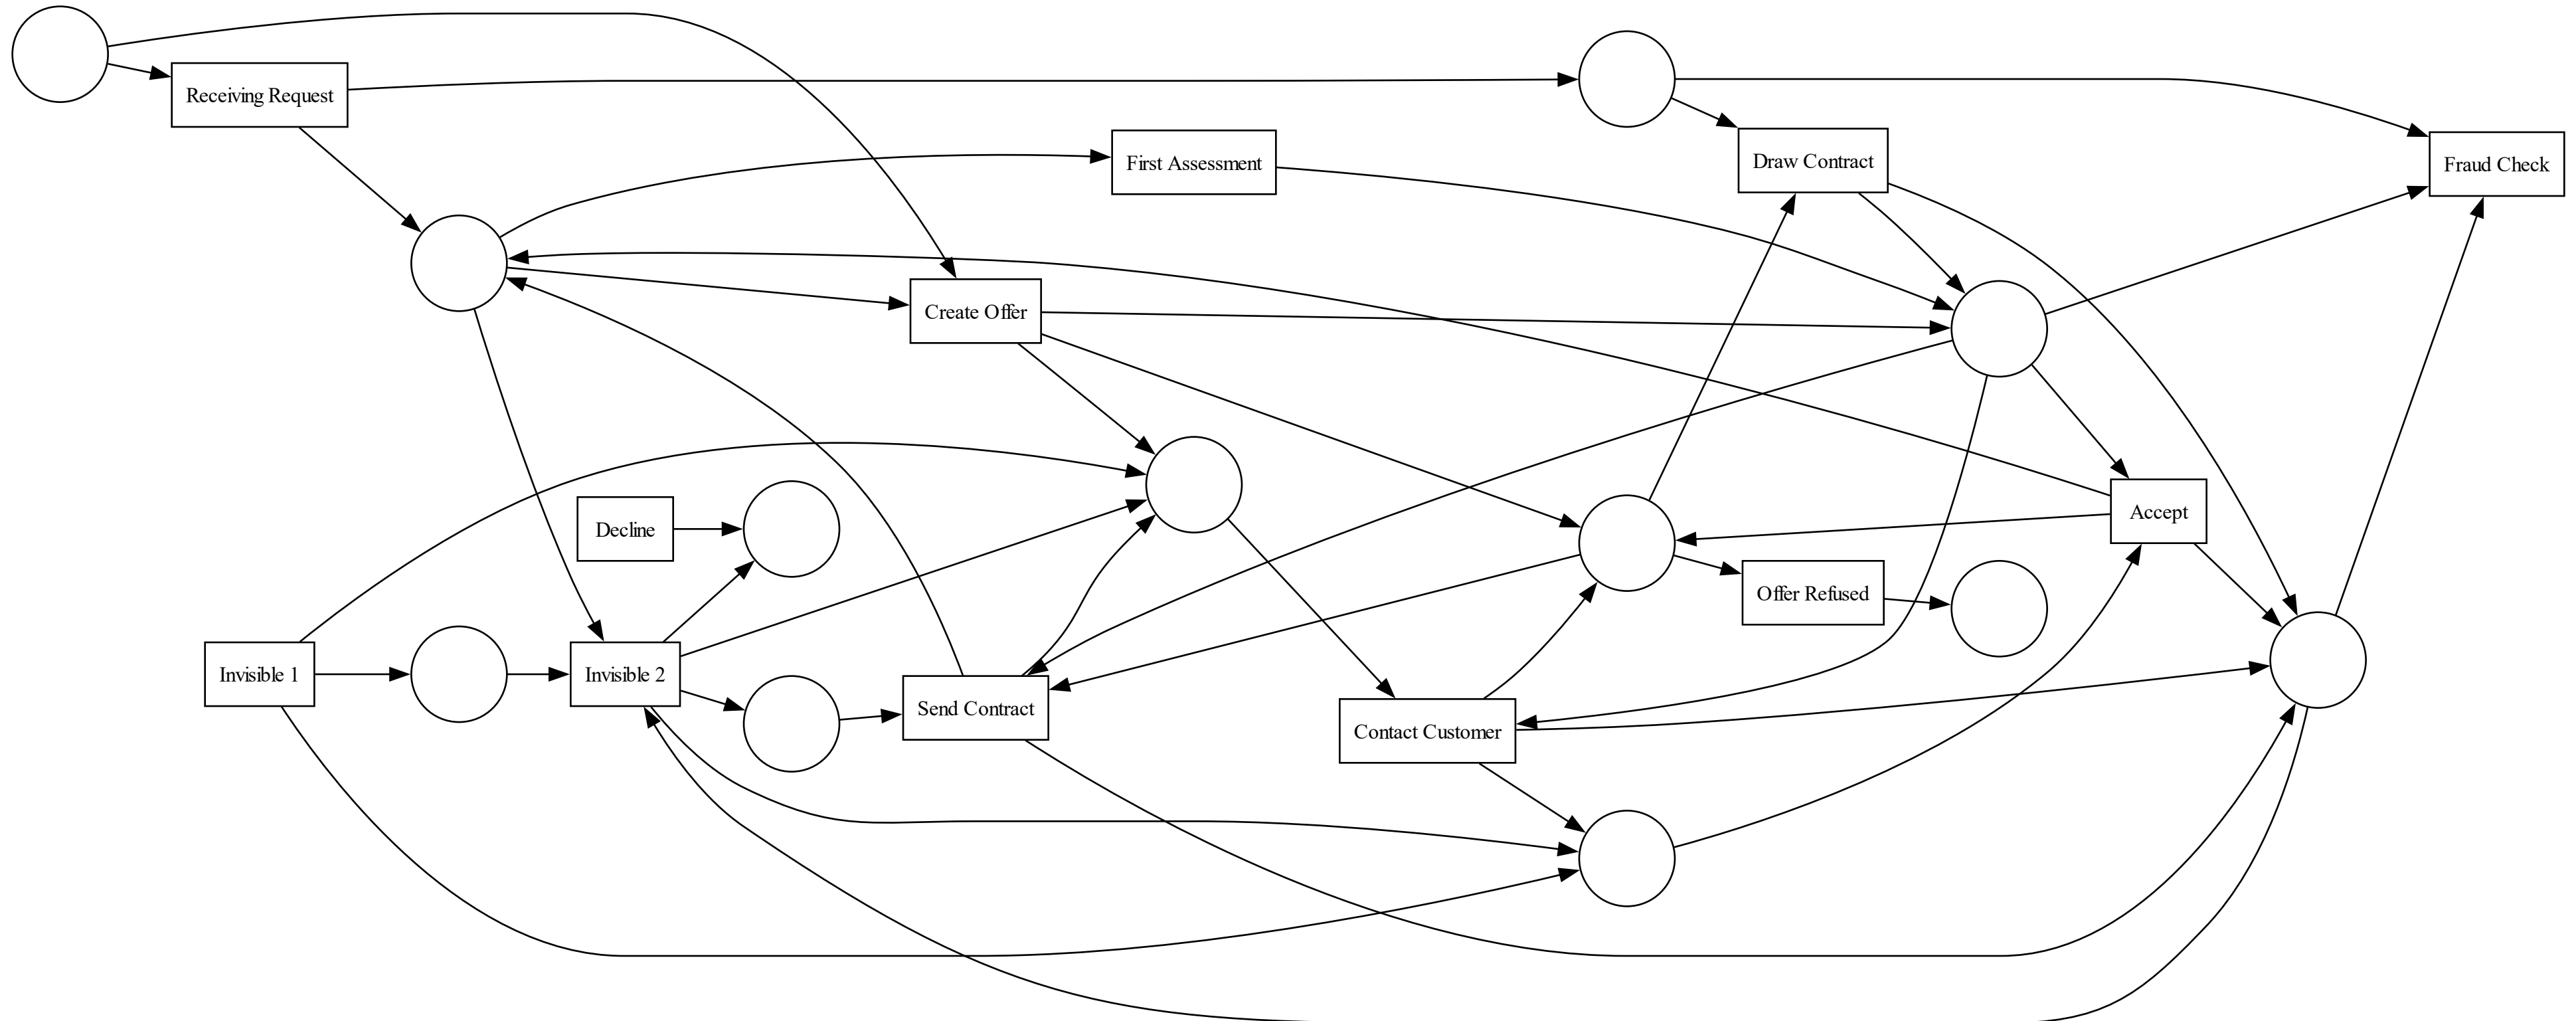 Receiving Request
First Assessment
Draw Contract
Fraud Check
Create Offer
Decline
Accept
Offer Refused
Invisible 1
Invisible 2
Send Contract
Contact Customer